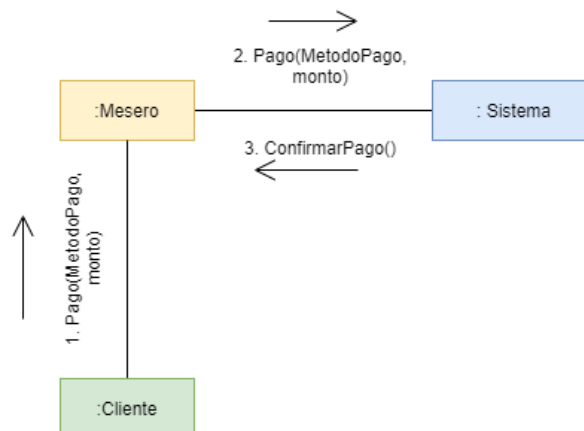 2. Pago(MetodoPago,
monto)
:Mesero
: Sistema
3. ConfirmarPago()
1. Pago(MetodoPago,
monto)
:Cliente